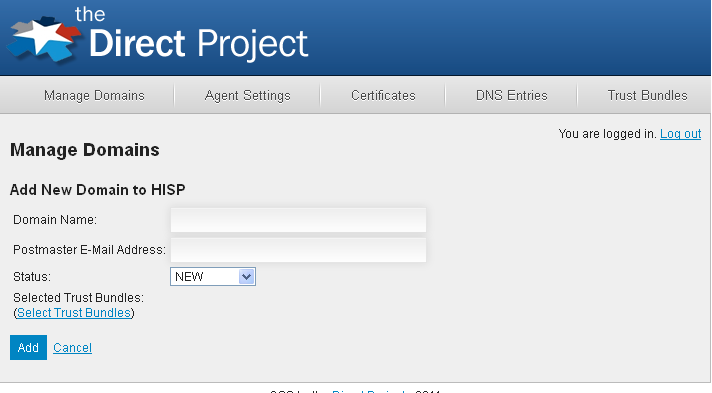 the
Direct Project
Manage Domains Agent Settings Certificates DNS Entries Trust Bundles
You are logged in. Log out
Manage Domains
Add New Domain to HISP
Domain Name:
Postmaster E-Mail Address:
Status: NEW
Selected Trust Bundles:
(Select Trust Bundles)
Add Cancel